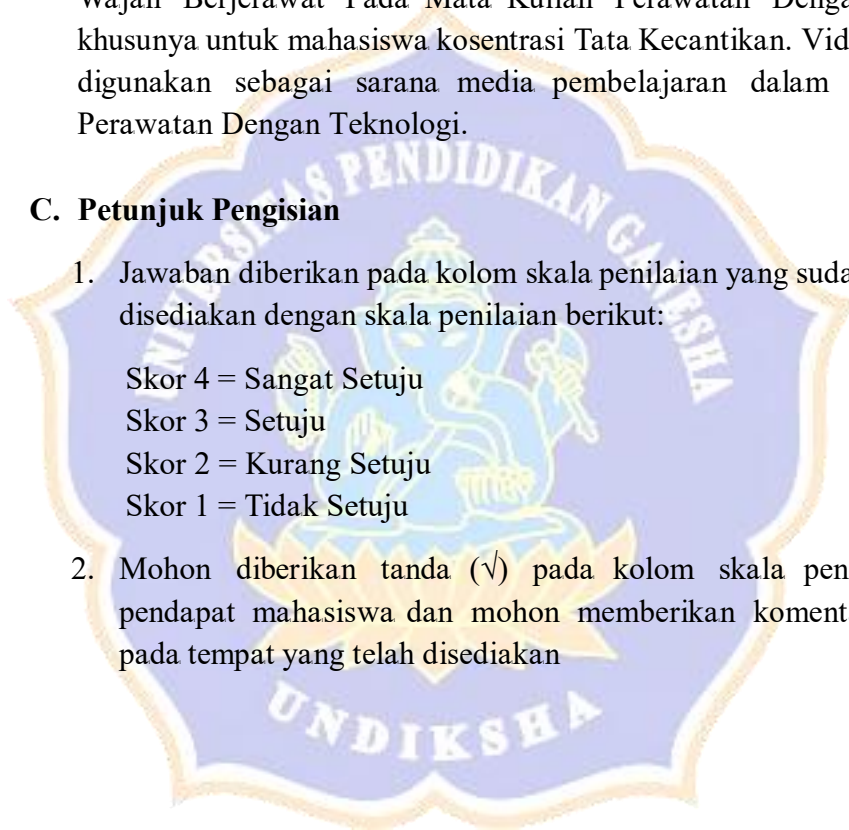 Wajah Berjerawat Pada Mata Kuliah Perawatan Denga
khusunya untuk mahasiswa kosentrasi Tata Kecantikan. Vid
digunakan sebagai sarana media pembelajaran dalam
Perawatan Dengan Teknologi.
C. Petunjuk Pengisian
1. Jawaban diberikan pada kolom skala penilaian yang suda
disediakan dengan skala penilaian berikut:
Skor 4 = Sangat Setuju
Skor 3 = Setuju
Skor 2 = Kurang Setuju
Skor 1 = Tidak Setuju
2. Mohon diberikan tanda (√) pada kolom skala pen
pendapat mahasiswa dan mohon memberikan koment
pada tempat yang telah disediakan
UNIVERSITAS PENDIDIKAN GANESHA
UNDIKSHA